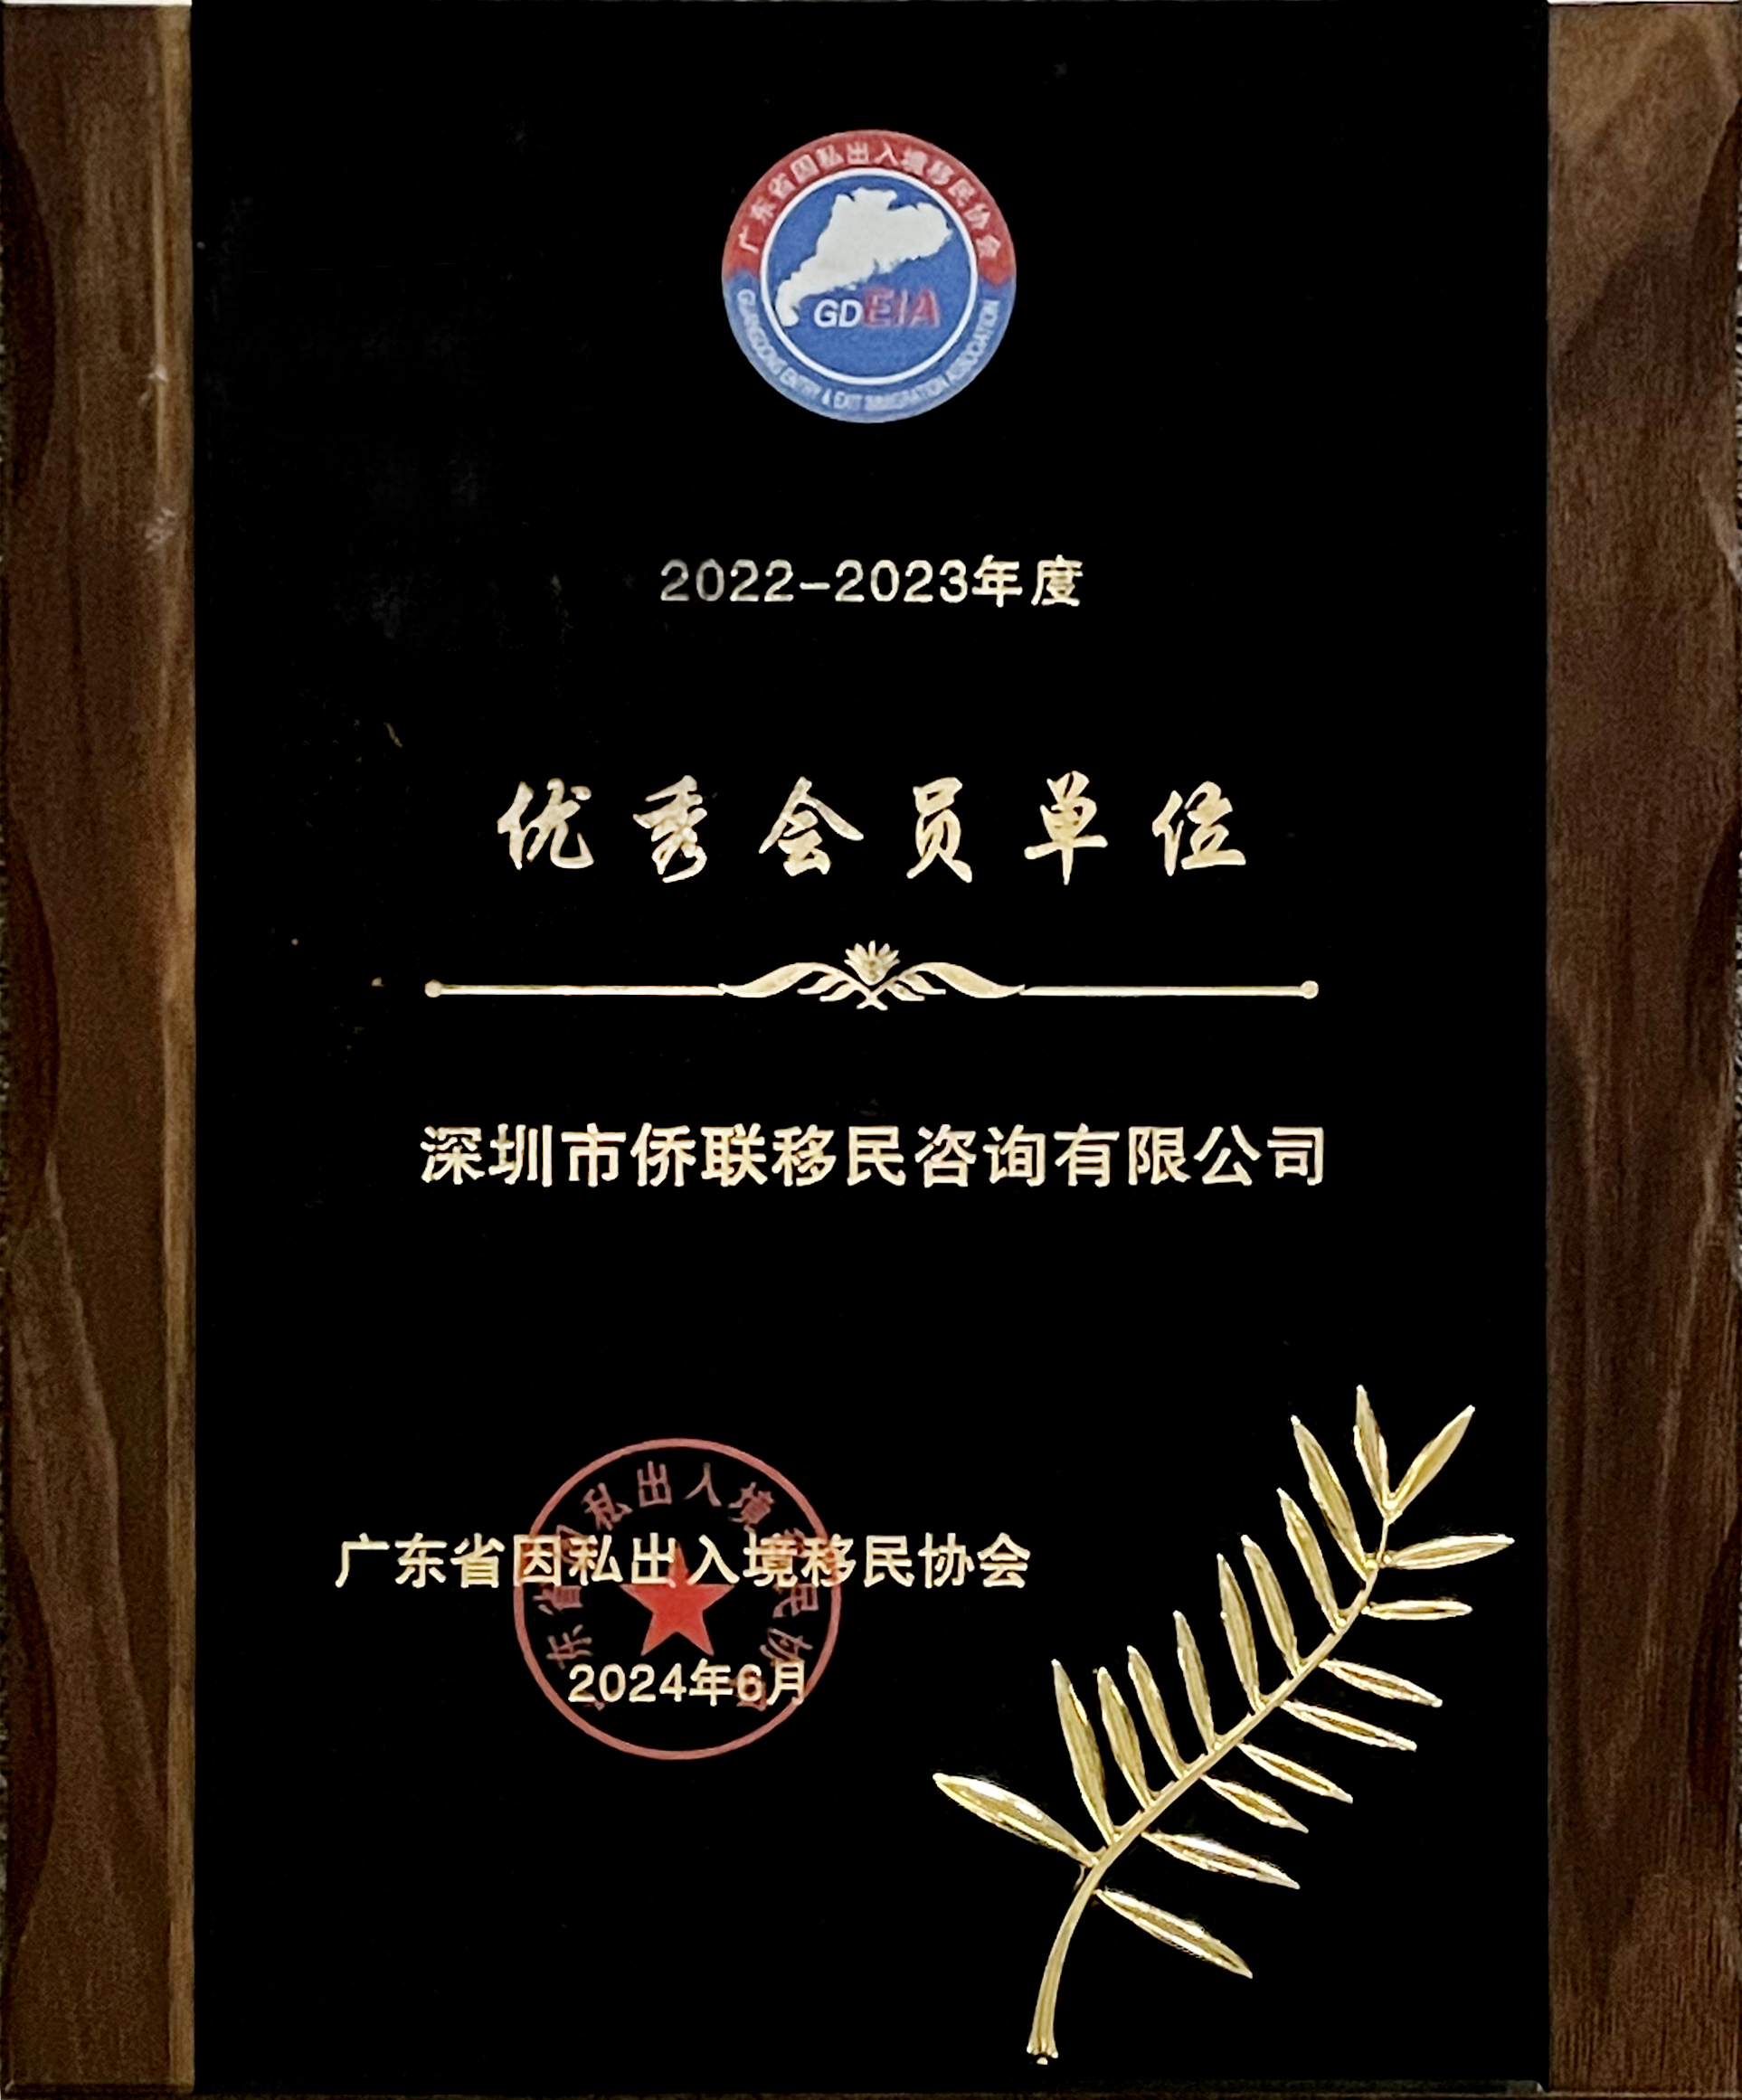 广东省因私出入境移民协会
GDEIA
GUANGDONG ENTRY & EXIT IMMIGRATION ASSOCIATION
2022-2023年度
优秀会员单位
深圳市侨联移民咨询有限公司
广东省因私出入境移民协会
2024年6月